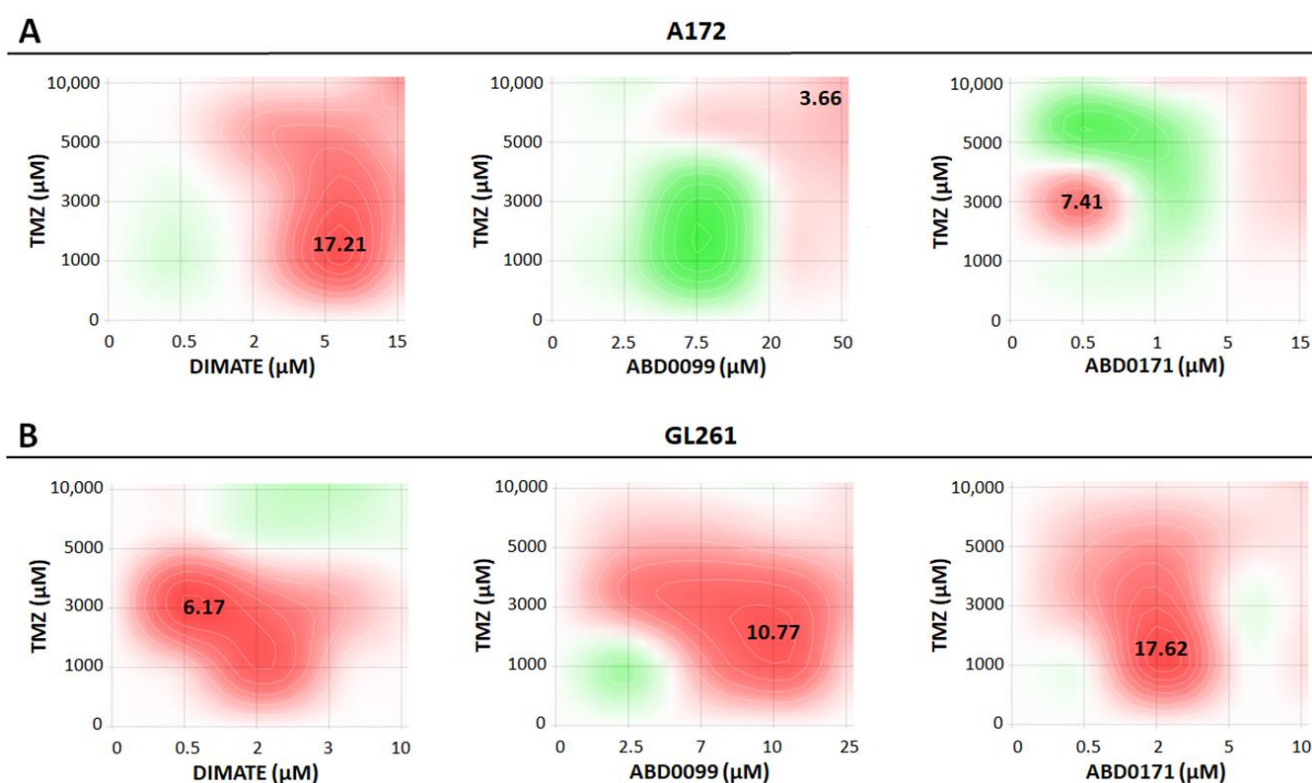 A
A172
10,000
5000
3000
1000
0
TMZ (µM)
17.21
0 0.5 2 5 15
DIMATE (µM)
10,000
5000
3000
1000
0
TMZ (µM)
3.66
0 2.5 7.5 20 50
ABD0099 (µM)
10,000
5000
3000
1000
0
TMZ (µM)
7.41
0 0.5 1 5 15
ABD0171 (µM)
B
GL261
10,000
5000
3000
1000
0
TMZ (µM)
6.17
0 0.5 2 3 10
DIMATE (µM)
10,000
5000
3000
1000
0
TMZ (µM)
10.77
0 2.5 7 10 25
ABD0099 (µM)
10,000
5000
3000
1000
0
TMZ (µM)
17.62
0 0.5 2 5 10
ABD0171 (µM)